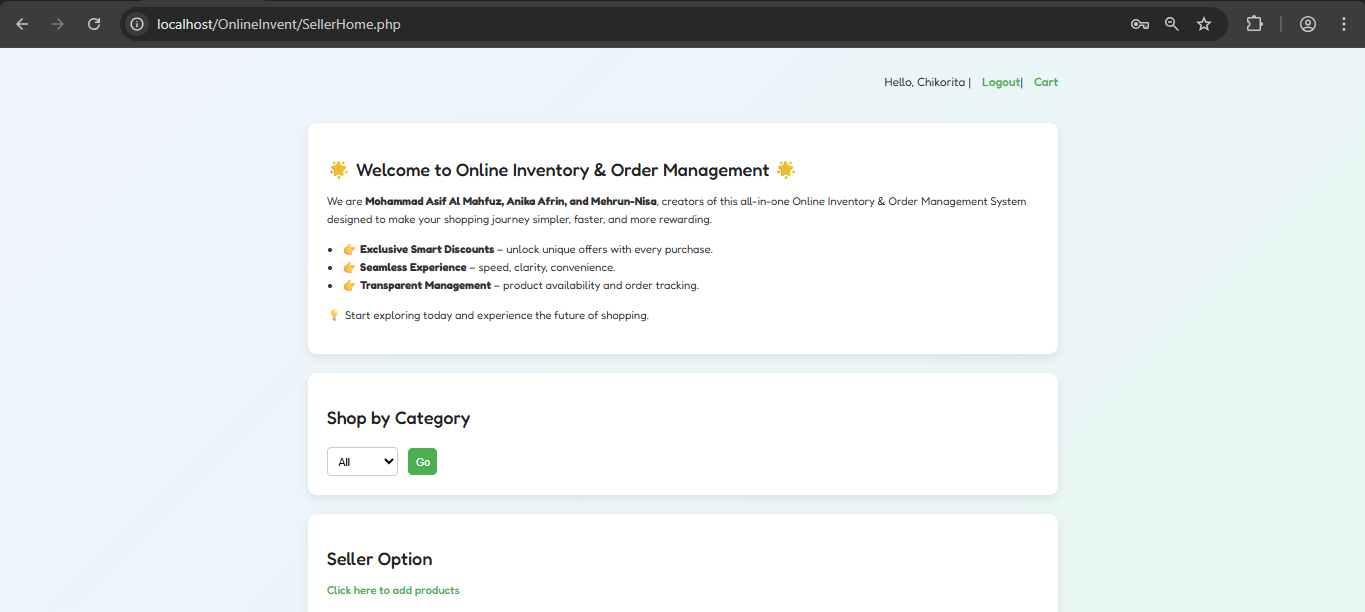 localhost/OnlineInvent/SellerHome.php
Hello, Chikorita | Logout| Cart
🌟 Welcome to Online Inventory & Order Management 🌟
We are Mohammad Asif Al Mahfuz, Anika Afrin, and Mehrun-Nisa, creators of this all-in-one Online Inventory & Order Management System
designed to make your shopping journey simpler, faster, and more rewarding.
• 👉 Exclusive Smart Discounts – unlock unique offers with every purchase.
• 👉 Seamless Experience – speed, clarity, convenience.
• 👉 Transparent Management – product availability and order tracking.
💡 Start exploring today and experience the future of shopping.
Shop by Category
All Go
Seller Option
Click here to add products